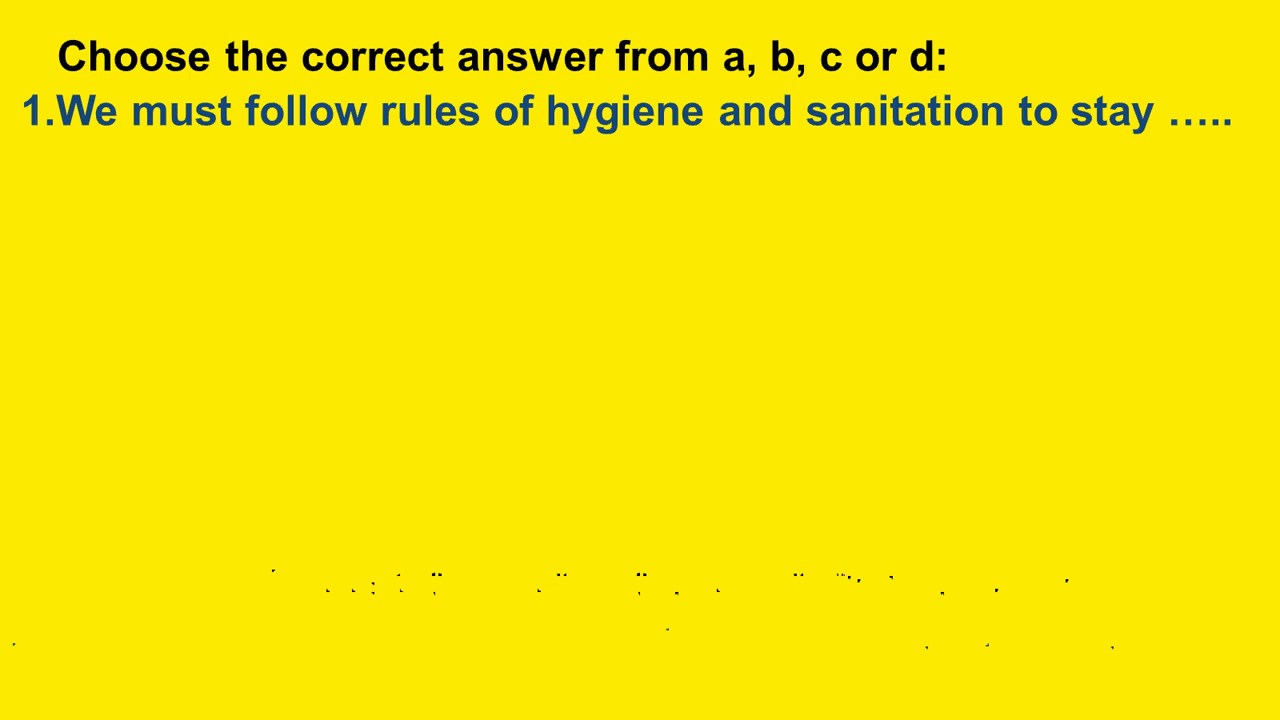 Choose the correct answer from a, b, c or d:
1.We must follow rules of hygiene and sanitation to stay …..